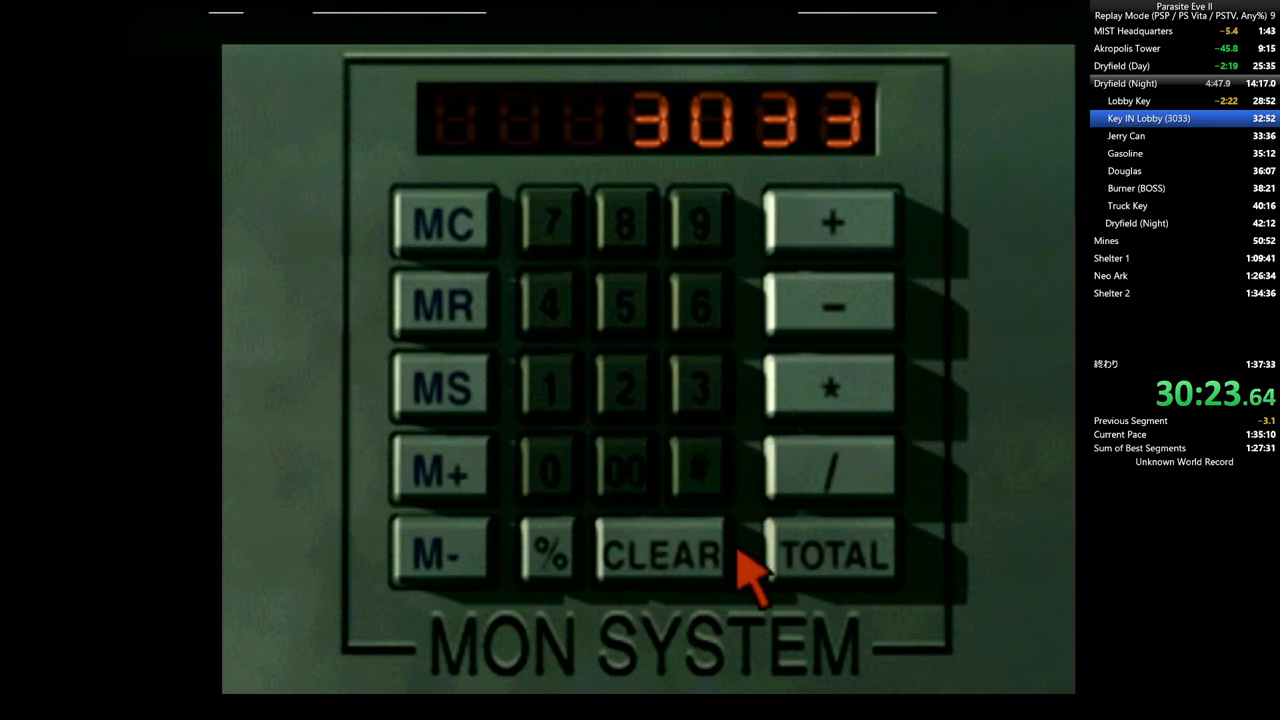 3033
MC 7 8 9 +
MR 4 5 6 -
MS 1 2 3 *
M+ 0 00 # /
M- % CLEAR TOTAL
MON SYSTEM
Parasite Eve II
Replay Mode (PSP / PS Vita / PSTV, Any%) 9
MIST Headquarters −5.4 1:43
Akropolis Tower −45.8 9:15
Dryfield (Day) −2:19 25:35
Dryfield (Night) 4:47.9 14:17.0
Lobby Key −2:22 28:52
Key IN Lobby (3033) 32:52
Jerry Can 33:36
Gasoline 35:12
Douglas 36:07
Burner (BOSS) 38:21
Truck Key 40:16
Dryfield (Night) 42:12
Mines 50:52
Shelter 1 1:09:41
Neo Ark 1:26:34
Shelter 2 1:34:36
終わり 1:37:33
30:23.64
Previous Segment −3.1
Current Pace 1:35:10
Sum of Best Segments 1:27:31
Unknown World Record